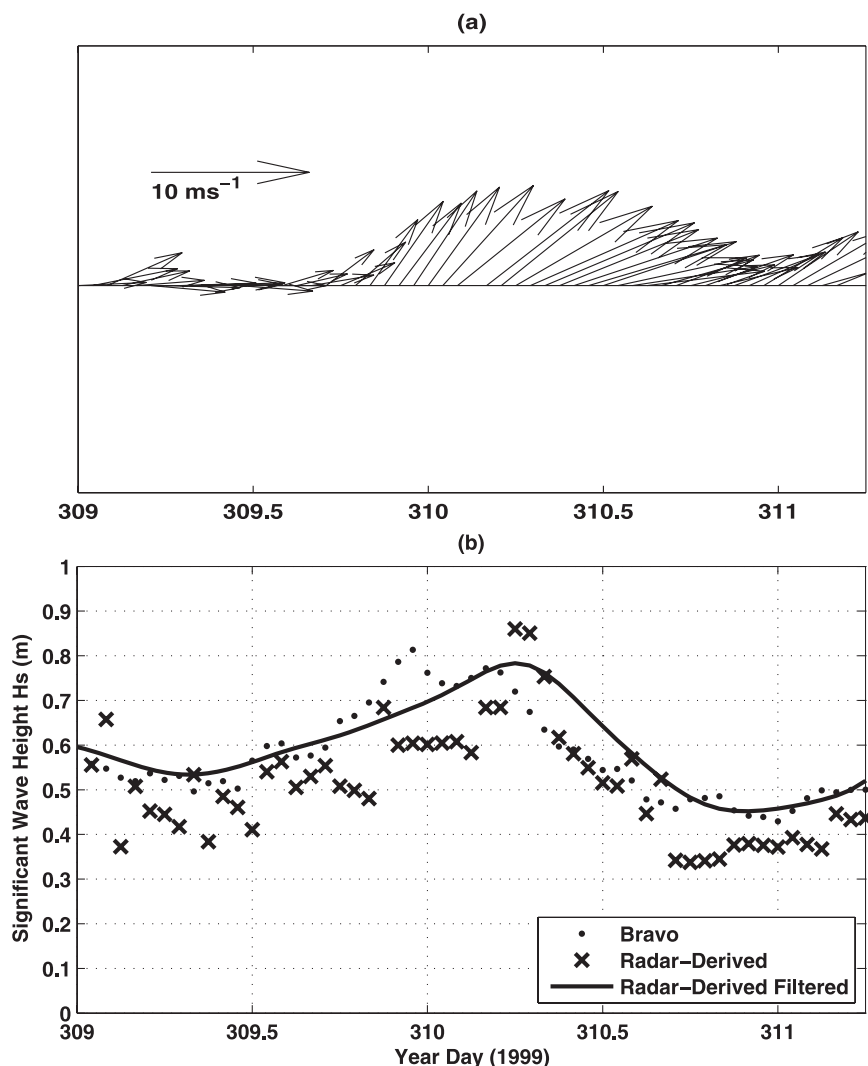 (a)
10 ms⁻¹
309 309.5 310 310.5 311
(b)
Significant Wave Height Hs (m)
1
0.9
0.8
0.7
0.6
0.5
0.4
0.3
0.2
0.1
0
Bravo
Radar-Derived
Radar-Derived Filtered
309 309.5 310 310.5 311
Year Day (1999)